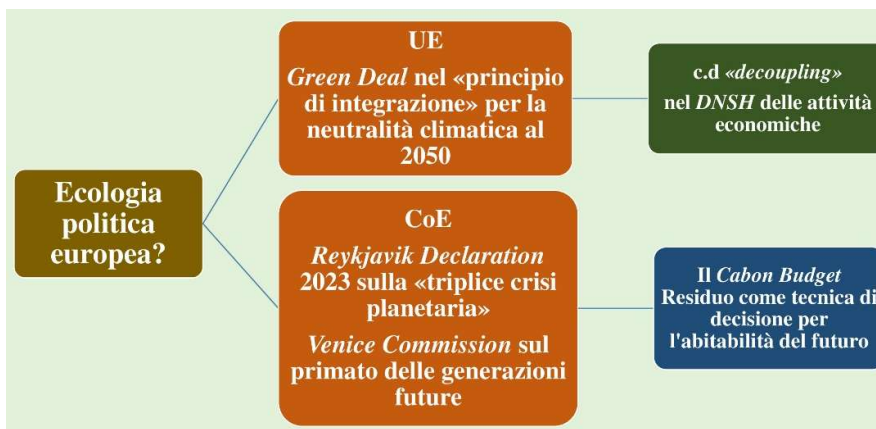 Ecologia
politica
europea?
UE
Green Deal nel «principio
di integrazione» per la
neutralità climatica al
2050
c.d «decoupling»
nel DNSH delle attività
economiche
CoE
Reykjavik Declaration
2023 sulla «triplice crisi
planetaria»
Venice Commission sul
primato delle generazioni
future
Il Cabon Budget
Residuo come tecnica di
decisione per
l'abitabilità del futuro